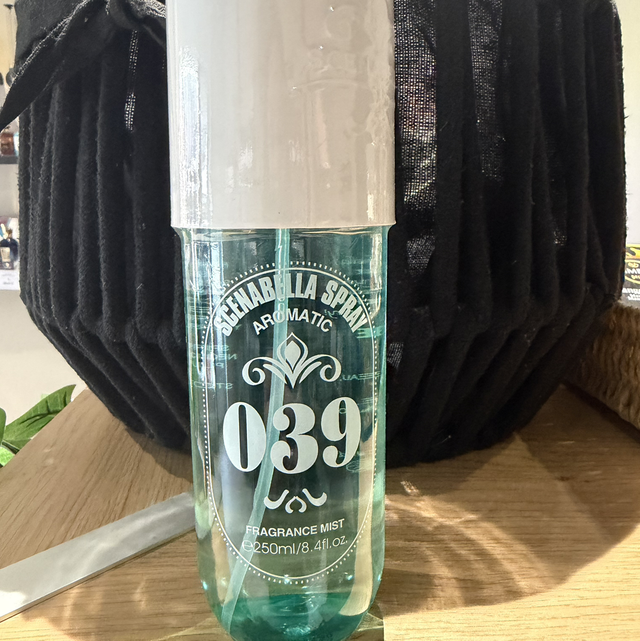 SCENABELLA SPRAY
AROMATIC
039
FRAGRANCE MIST
℮250ml/8.4fl.oz.